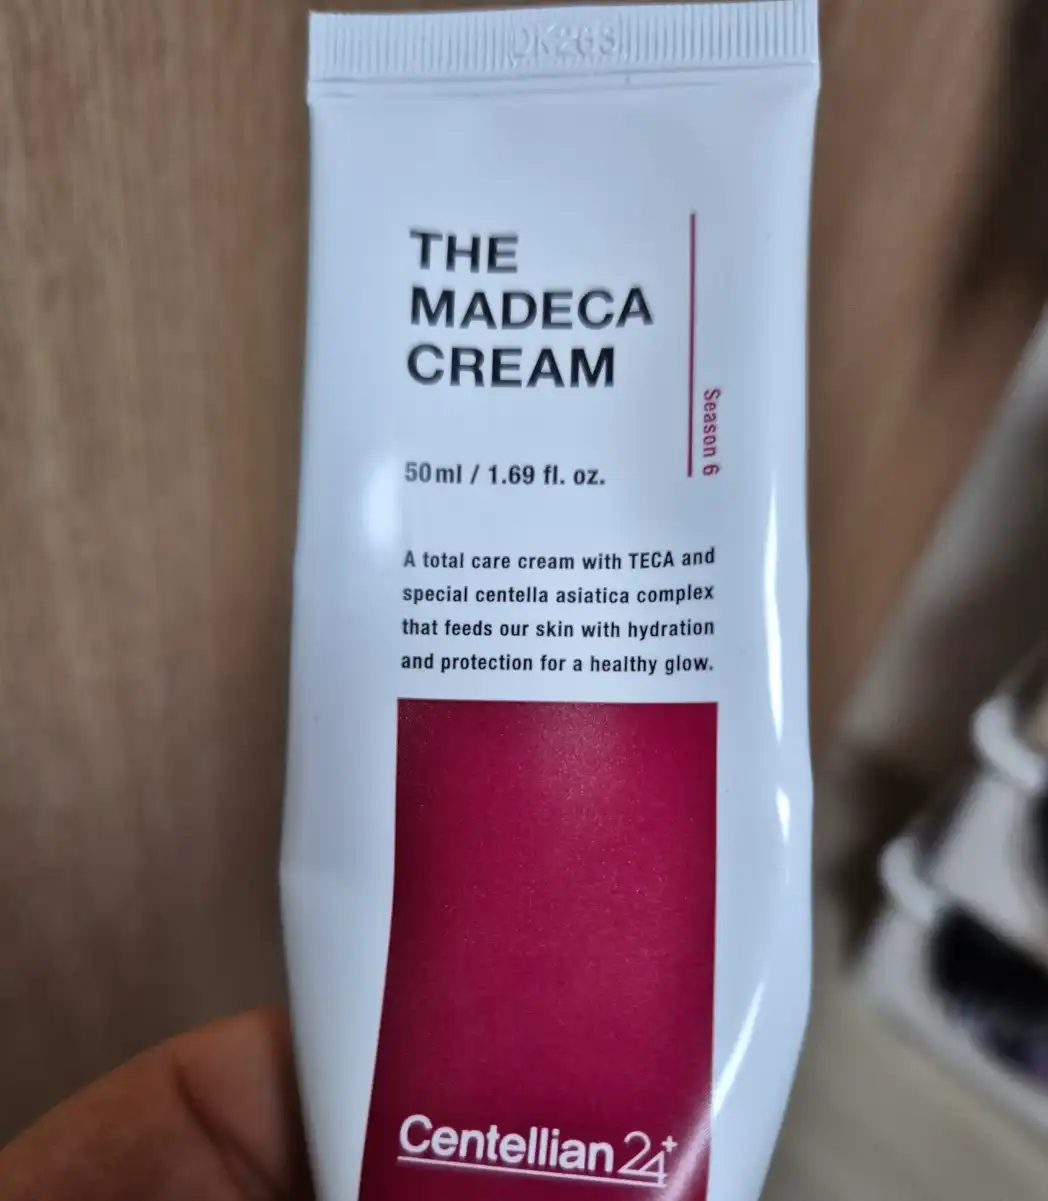 THE
MADECA
CREAM
Season 6
50ml / 1.69 fl. oz.
A total care cream with TECA and
special centella asiatica complex
that feeds our skin with hydration
and protection for a healthy glow.
Centellian24+